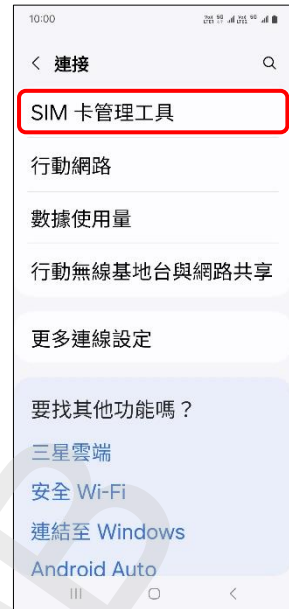 10:00
連接
SIM 卡管理工具
行動網路
數據使用量
行動無線基地台與網路共享
更多連線設定
要找其他功能嗎？
三星雲端
安全 Wi-Fi
連結至 Windows
Android Auto